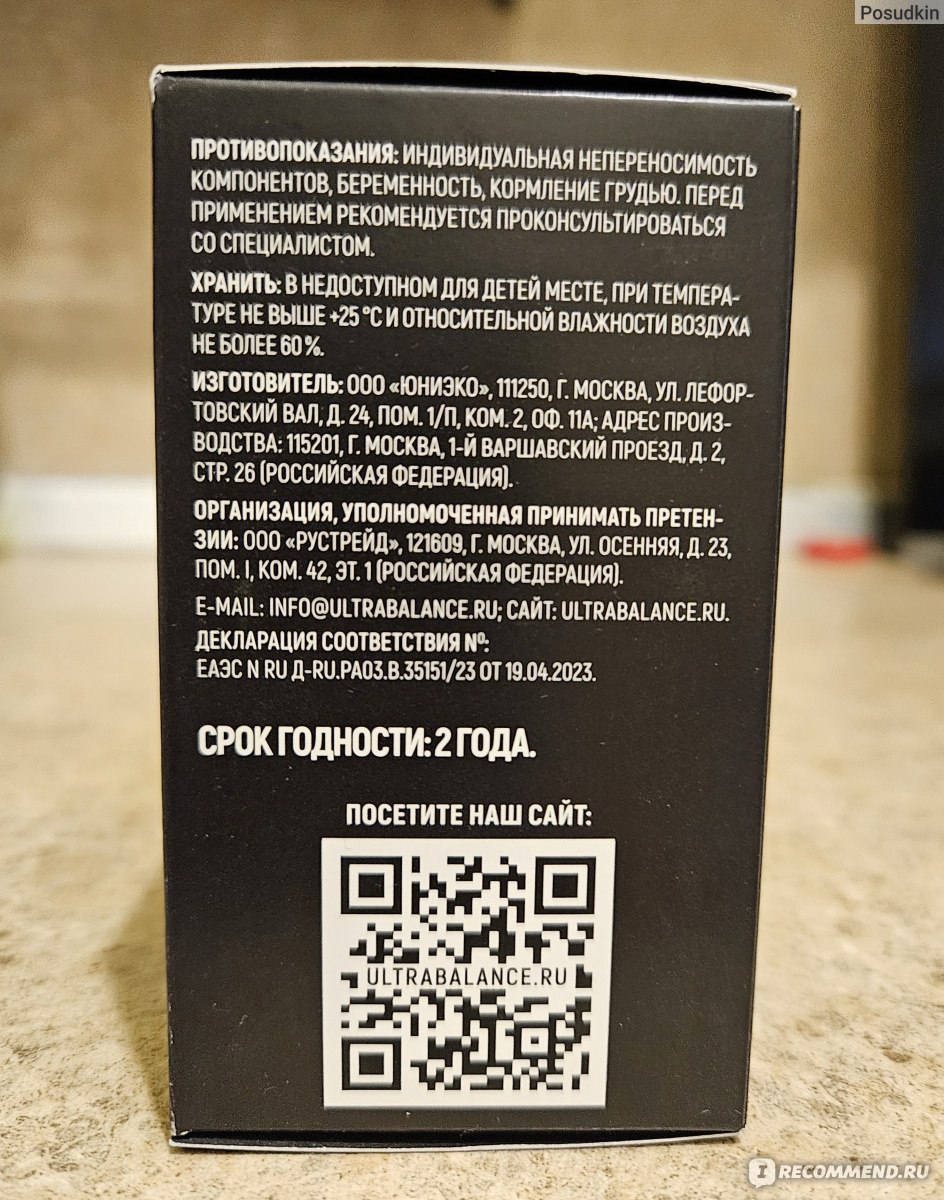 Posudkin
ПРОТИВОПОКАЗАНИЯ: ИНДИВИДУАЛЬНАЯ НЕПЕРЕНОСИМОСТЬ
КОМПОНЕНТОВ, БЕРЕМЕННОСТЬ, КОРМЛЕНИЕ ГРУДЬЮ. ПЕРЕД
ПРИМЕНЕНИЕМ РЕКОМЕНДУЕТСЯ ПРОКОНСУЛЬТИРОВАТЬСЯ
СО СПЕЦИАЛИСТОМ.
ХРАНИТЬ: В НЕДОСТУПНОМ ДЛЯ ДЕТЕЙ МЕСТЕ, ПРИ ТЕМПЕРА-
ТУРЕ НЕ ВЫШЕ +25 °С И ОТНОСИТЕЛЬНОЙ ВЛАЖНОСТИ ВОЗДУХА
НЕ БОЛЕЕ 60 %.
ИЗГОТОВИТЕЛЬ: ООО «ЮНИЭКО», 111250, Г. МОСКВА, УЛ. ЛЕФОР-
ТОВСКИЙ ВАЛ, Д. 24, ПОМ. 1/П, КОМ. 2, ОФ. 11А; АДРЕС ПРОИЗ-
ВОДСТВА: 115201, Г. МОСКВА, 1-Й ВАРШАВСКИЙ ПРОЕЗД, Д. 2,
СТР. 26 (РОССИЙСКАЯ ФЕДЕРАЦИЯ).
ОРГАНИЗАЦИЯ, УПОЛНОМОЧЕННАЯ ПРИНИМАТЬ ПРЕТЕН-
ЗИИ: ООО «РУСТРЕЙД», 121609, Г. МОСКВА, УЛ. ОСЕННЯЯ, Д. 23,
ПОМ. I, КОМ. 42, ЭТ. 1 (РОССИЙСКАЯ ФЕДЕРАЦИЯ).
E-MAIL: INFO@ULTRABALANCE.RU; САЙТ: ULTRABALANCE.RU.
ДЕКЛАРАЦИЯ СООТВЕТСТВИЯ №:
ЕАЭС N RU Д-RU.РА03.В.35151/23 ОТ 19.04.2023.
СРОК ГОДНОСТИ: 2 ГОДА.
ПОСЕТИТЕ НАШ САЙТ:
ULTRABALANCE.RU
IRECOMMEND.RU